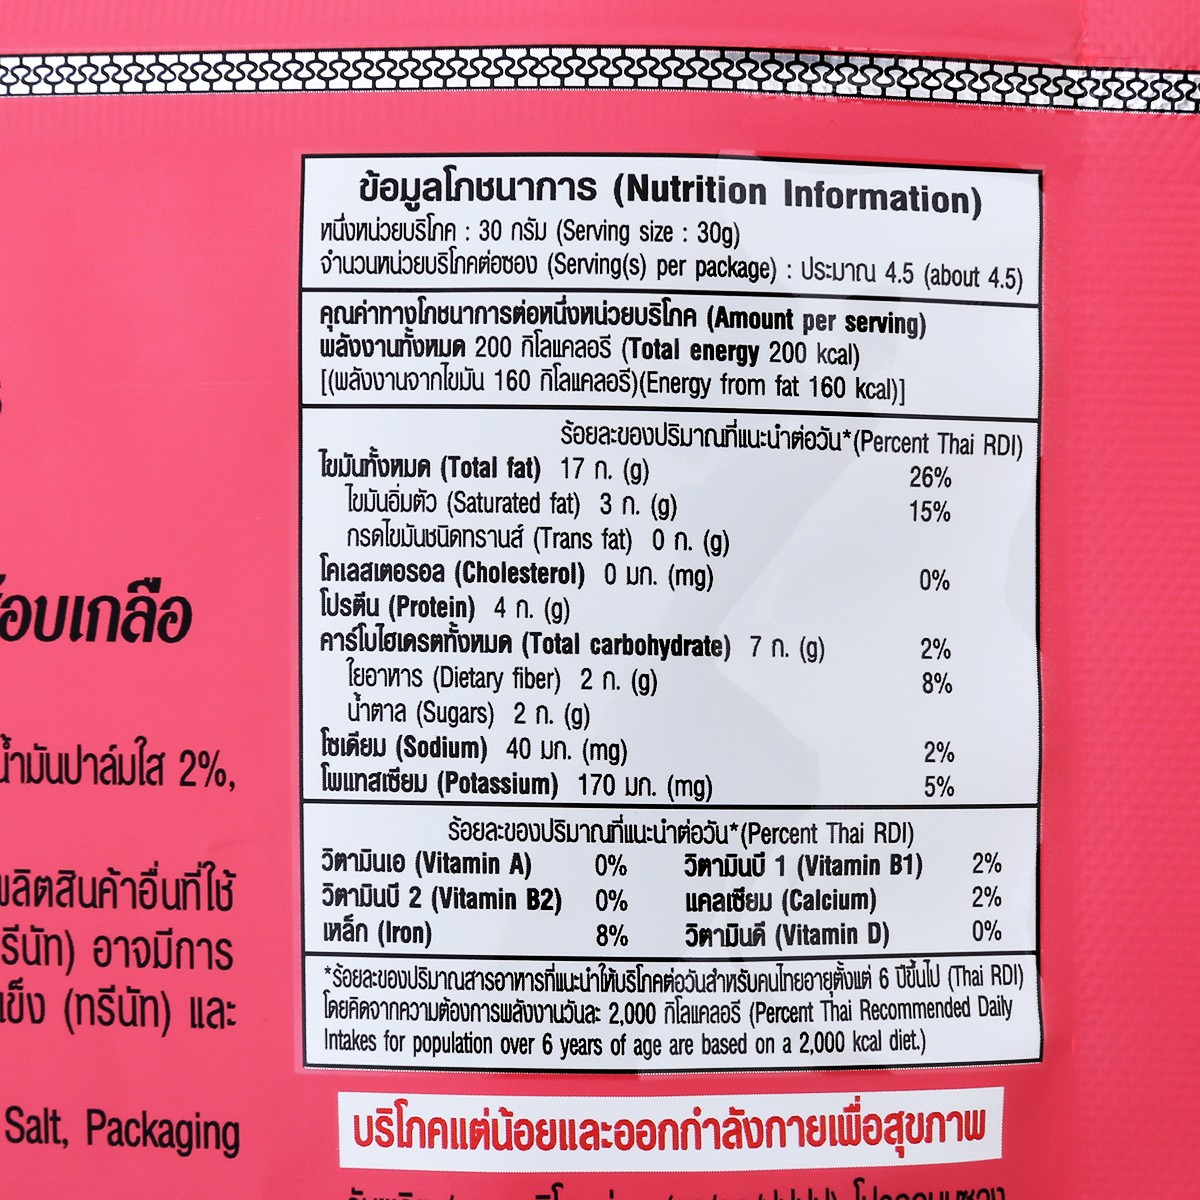 ข้อมูลโภชนาการ (Nutrition Information)
หนึ่งหน่วยบริโภค : 30 กรัม (Serving size : 30g)
จำนวนหน่วยบริโภคต่อซอง (Serving(s) per package) : ประมาณ 4.5 (about 4.5)
คุณค่าทางโภชนาการต่อหนึ่งหน่วยบริโภค (Amount per serving)
พลังงานทั้งหมด 200 กิโลแคลอรี (Total energy 200 kcal)
[(พลังงานจากไขมัน 160 กิโลแคลอรี)(Energy from fat 160 kcal)]
ร้อยละของปริมาณที่แนะนำต่อวัน*(Percent Thai RDI)
ไขมันทั้งหมด (Total fat) 17 ก. (g) 26%
ไขมันอิ่มตัว (Saturated fat) 3 ก. (g) 15%
กรดไขมันชนิดทรานส์ (Trans fat) 0 ก. (g)
โคเลสเตอรอล (Cholesterol) 0 มก. (mg) 0%
โปรตีน (Protein) 4 ก. (g)
คาร์โบไฮเดรตทั้งหมด (Total carbohydrate) 7 ก. (g) 2%
ใยอาหาร (Dietary fiber) 2 ก. (g) 8%
น้ำตาล (Sugars) 2 ก. (g)
โซเดียม (Sodium) 40 มก. (mg) 2%
โพแทสเซียม (Potassium) 170 มก. (mg) 5%
ร้อยละของปริมาณที่แนะนำต่อวัน*(Percent Thai RDI)
วิตามินเอ (Vitamin A) 0% วิตามินบี 1 (Vitamin B1) 2%
วิตามินบี 2 (Vitamin B2) 0% แคลเซียม (Calcium) 2%
เหล็ก (Iron) 8% วิตามินดี (Vitamin D) 0%
*ร้อยละของปริมาณสารอาหารที่แนะนำให้บริโภคต่อวันสำหรับคนไทยอายุตั้งแต่ 6 ปีขึ้นไป (Thai RDI)
โดยคิดจากความต้องการพลังงานวันละ 2,000 กิโลแคลอรี (Percent Thai Recommended Daily
Intakes for population over 6 years of age are based on a 2,000 kcal diet.)
บริโภคแต่น้อยและออกกำลังกายเพื่อสุขภาพ
อบเกลือ
น้ำมันปาล์มใส 2%,
ผลิตสินค้าอื่นที่ใช้
รีนัท) อาจมีการ
แข็ง (ทรีนัท) และ
Salt, Packaging